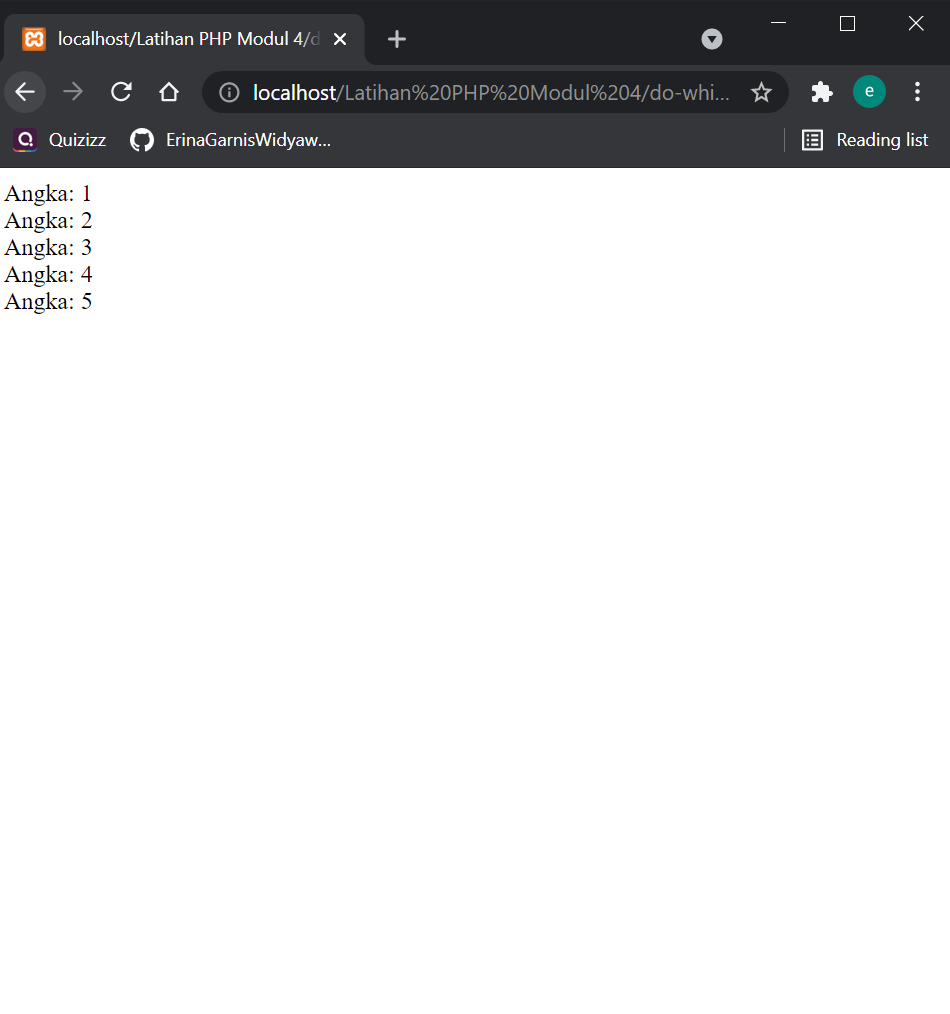 localhost/Latihan PHP Modul 4/d
localhost/Latihan%20PHP%20Modul%204/do-whi...
e
Quizizz
ErinaGarnisWidyaw...
Reading list
Angka: 1
Angka: 2
Angka: 3
Angka: 4
Angka: 5